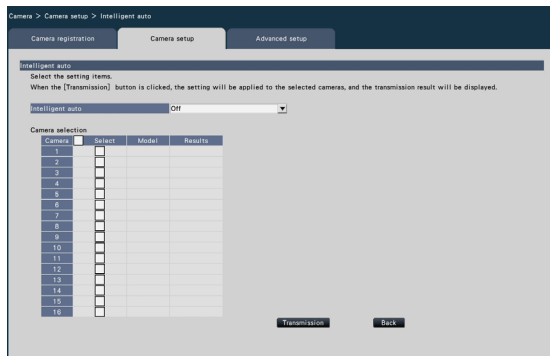 Camera > Camera setup > Intelligent auto
Camera registration Camera setup Advanced setup
Intelligent auto
Select the setting items.
When the [Transmission] button is clicked, the setting will be applied to the selected cameras, and the transmission result will be displayed.
Intelligent auto Off
Camera selection
Camera Select Model Results
1
2
3
4
5
6
7
8
9
10
11
12
13
14
15
16
Transmission Back